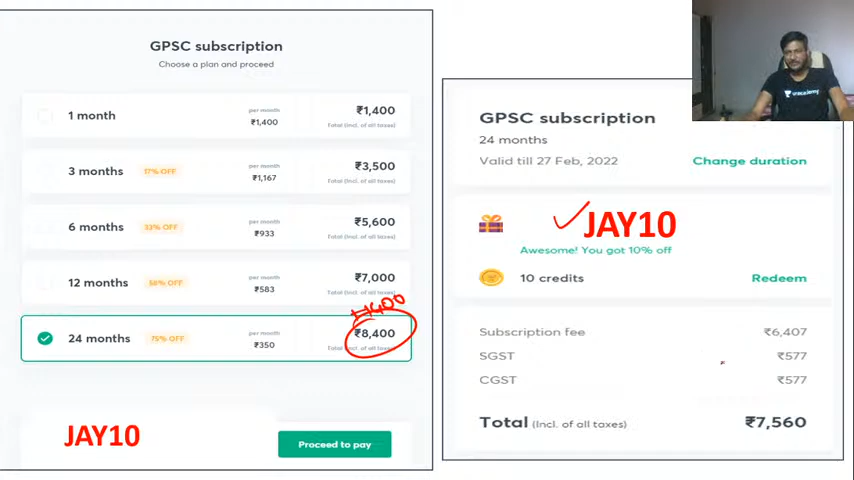 GPSC subscription
Choose a plan and proceed
1 month
per month
₹1,400
₹1,400
Total (Incl. of all taxes)
3 months
17% OFF
per month
₹1,167
₹3,500
Total (Incl. of all taxes)
6 months
33% OFF
per month
₹933
₹5,600
Total (Incl. of all taxes)
12 months
58% OFF
per month
₹583
₹7,000
Total (Incl. of all taxes)
24 months
75% OFF
per month
₹350
₹8,400
Total (Incl. of all taxes)
JAY10
Proceed to pay
GPSC subscription
24 months
Valid till 27 Feb, 2022
Change duration
JAY10
Awesome! You got 10% off
10 credits
Redeem
Subscription fee
₹6,407
SGST
₹577
CGST
₹577
Total (Incl. of all taxes)
₹7,560
unacademy